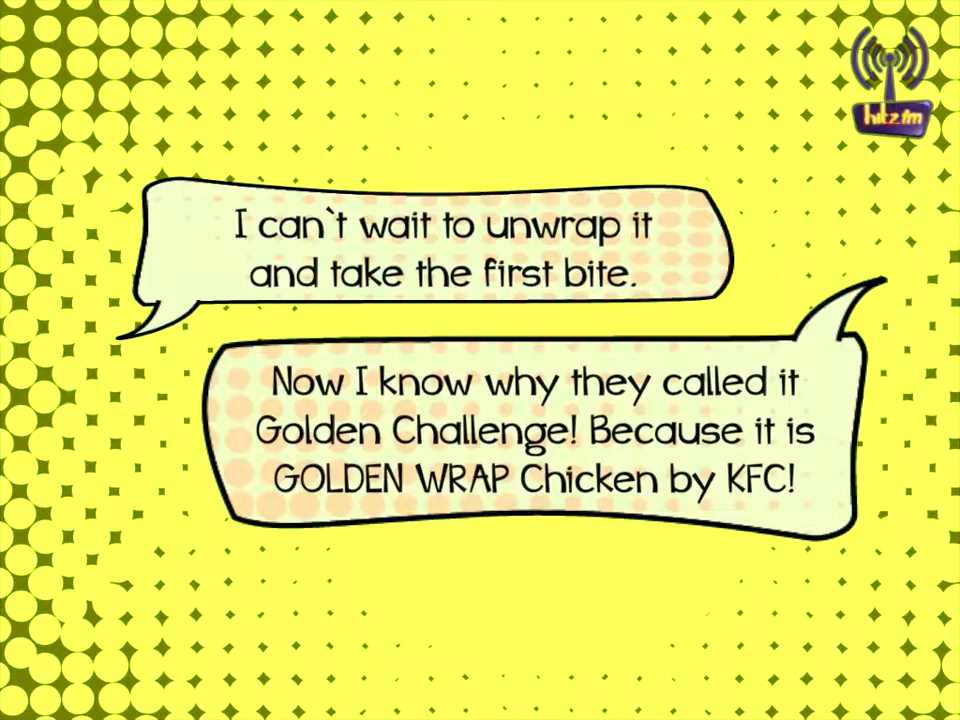 hitz.fm
I can`t wait to unwrap it
and take the first bite.
Now I know why they called it
Golden Challenge! Because it is
GOLDEN WRAP Chicken by KFC!